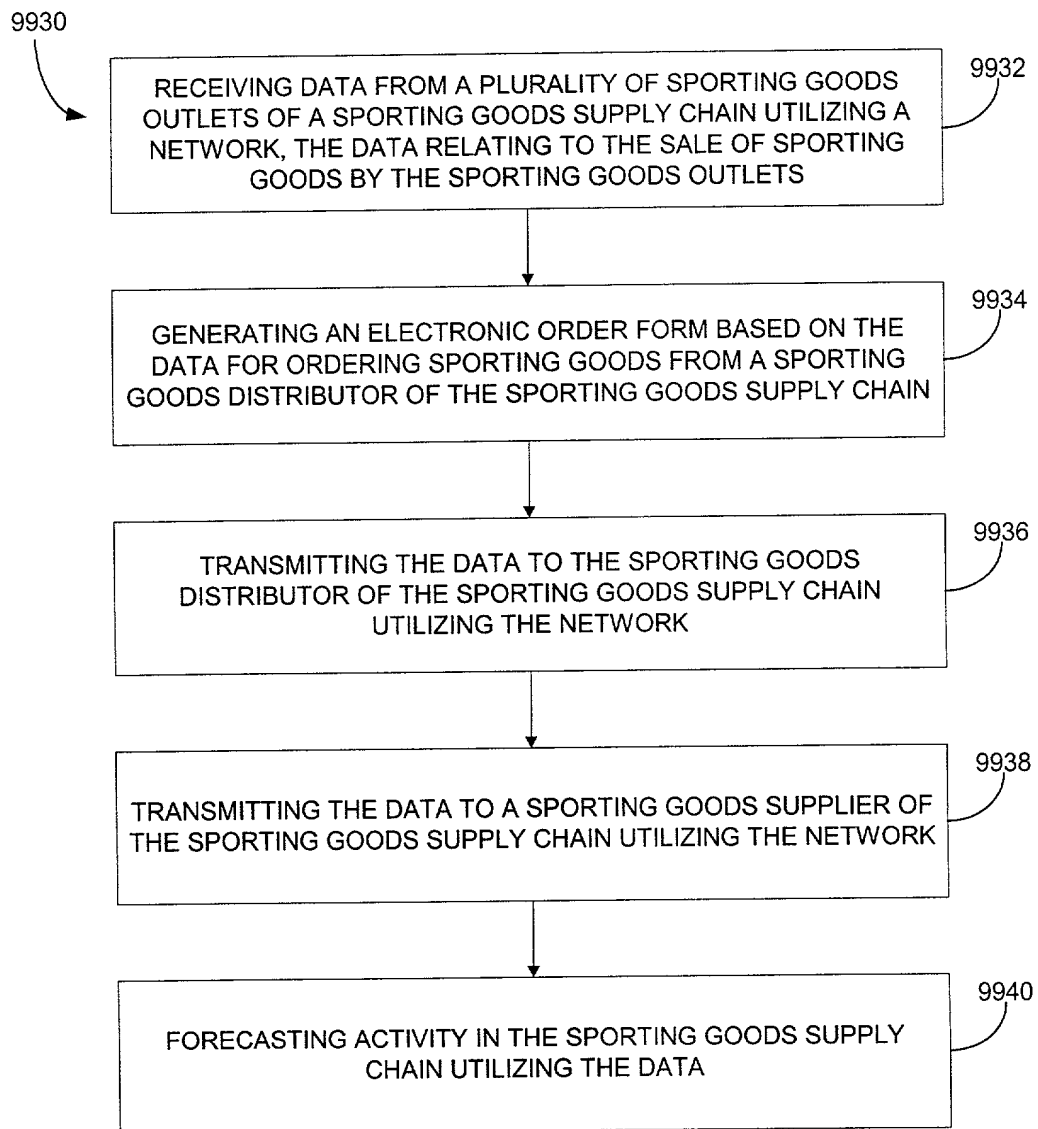 9930
9932
RECEIVING DATA FROM A PLURALITY OF SPORTING GOODS
OUTLETS OF A SPORTING GOODS SUPPLY CHAIN UTILIZING A
NETWORK, THE DATA RELATING TO THE SALE OF SPORTING
GOODS BY THE SPORTING GOODS OUTLETS
9934
GENERATING AN ELECTRONIC ORDER FORM BASED ON THE
DATA FOR ORDERING SPORTING GOODS FROM A SPORTING
GOODS DISTRIBUTOR OF THE SPORTING GOODS SUPPLY CHAIN
9936
TRANSMITTING THE DATA TO THE SPORTING GOODS
DISTRIBUTOR OF THE SPORTING GOODS SUPPLY CHAIN
UTILIZING THE NETWORK
9938
TRANSMITTING THE DATA TO A SPORTING GOODS SUPPLIER OF
THE SPORTING GOODS SUPPLY CHAIN UTILIZING THE NETWORK
9940
FORECASTING ACTIVITY IN THE SPORTING GOODS SUPPLY
CHAIN UTILIZING THE DATA